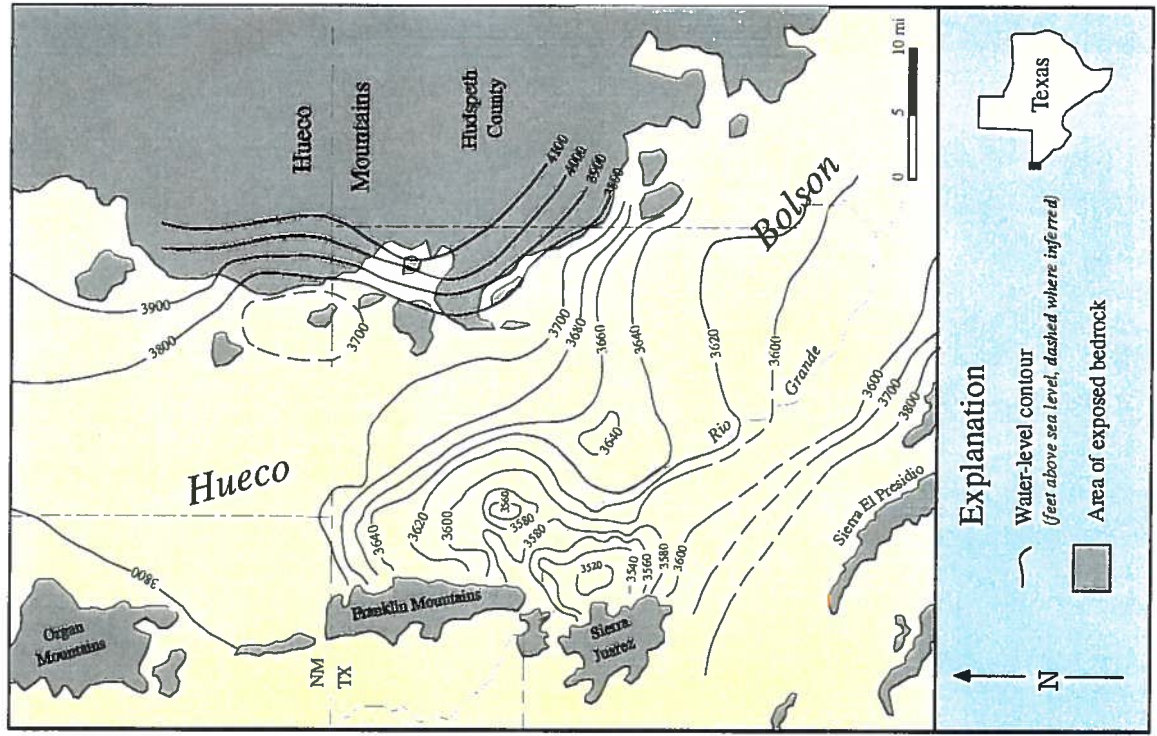 Organ
Mountains
3800
3900
3800
3700
Hueco
Mountains
Hudspeth
County
4100
4000
3900
3800
Hueco
NM
TX
Franklin Mountains
3640
3620
3600
3560
3580
3580
3520
3540
3560
3580
3600
Sierra
Juarez
3700
3680
3660
3640
3640
3620
3600
Rio
Grande
Bolson
3600
3700
3800
Sierra El Presidio
0 5 10 mi
Explanation
Water-level contour
(feet above sea level, dashed where inferred)
Area of exposed bedrock
N
Texas